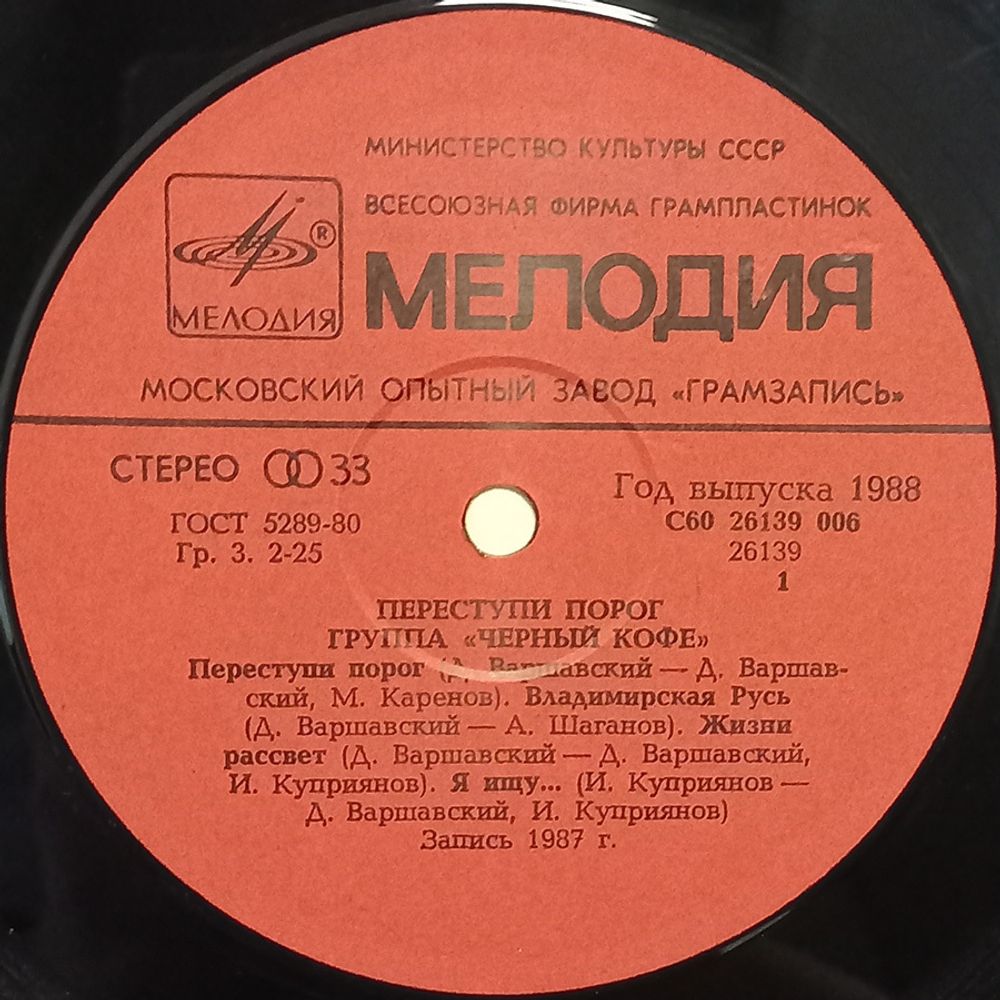 МИНИСТЕРСТВО КУЛЬТУРЫ СССР
ВСЕСОЮЗНАЯ ФИРМА ГРАМПЛАСТИНОК
®
МЕЛОДИЯ
МЕЛОДИЯ
МОСКОВСКИЙ ОПЫТНЫЙ ЗАВОД «ГРАМЗАПИСЬ»
СТЕРЕО 33
Год выпуска 1988
ГОСТ 5289-80
С60 26139 006
Гр. 3. 2-25
26139
1
ПЕРЕСТУПИ ПОРОГ
ГРУППА «ЧЕРНЫЙ КОФЕ»
Переступи порог (Д. Варшавский — Д. Варшав-
ский, М. Каренов). Владимирская Русь
(Д. Варшавский — А. Шаганов). Жизни
рассвет (Д. Варшавский — Д. Варшавский,
И. Куприянов). Я ищу... (И. Куприянов —
Д. Варшавский, И. Куприянов)
Запись 1987 г.